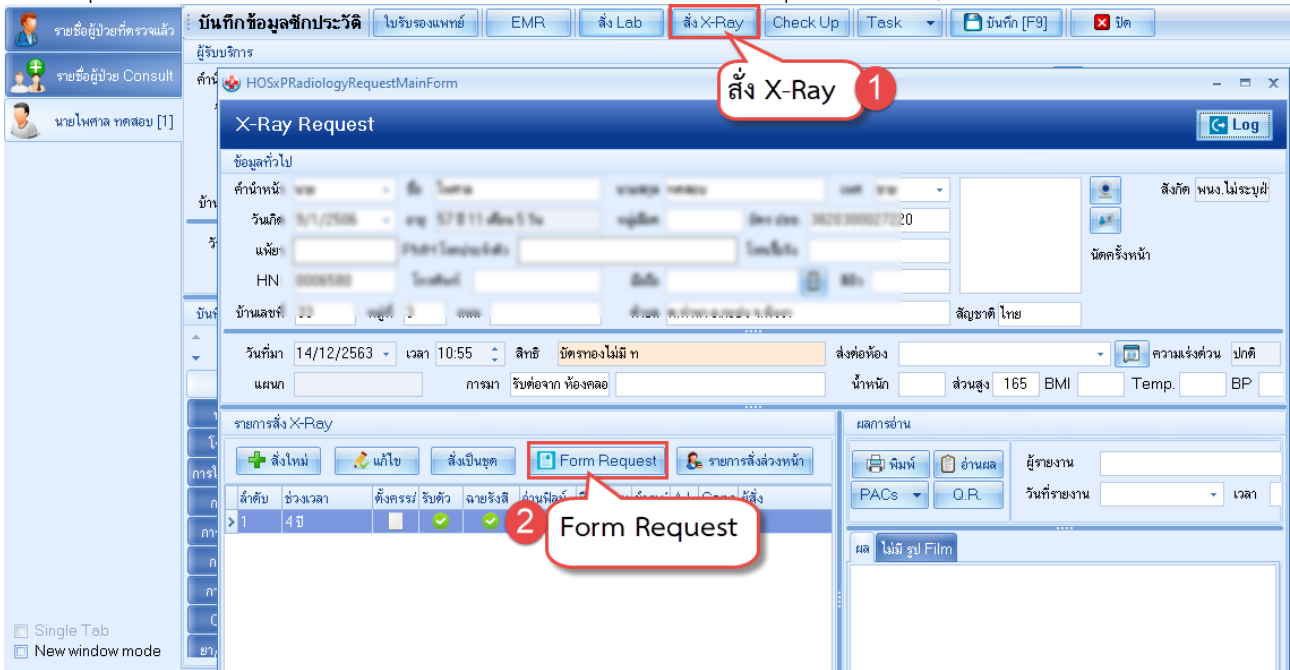 รายชื่อผู้ป่วยที่ตรวจแล้ว
รายชื่อผู้ป่วย Consult
นายไพศาล ทดสอบ [1]
บันทึกข้อมูลซักประวัติ ใบรับรองแพทย์ EMR สั่ง Lab สั่ง X-Ray Check Up Task บันทึก [F9] ปิด
ผู้รับบริการ
HOSxPRadiologyRequestMainForm
สั่ง X-Ray 1
X-Ray Request Log
ข้อมูลทั่วไป
คำนำหน้า สังกัด พนง.ไม่ระบุฝ่
วันเกิด
แพ้ยา นัดครั้งหน้า
HN
บ้านเลขที่ สัญชาติ ไทย
วันที่มา 14/12/2563 เวลา 10:55 สิทธิ บัตรทองไม่มี ท ส่งต่อห้อง ความเร่งด่วน ปกติ
แผนก การมา รับต่อจาก ห้องคลอ น้ำหนัก ส่วนสูง 165 BMI Temp. BP
รายการสั่ง X-Ray ผลการอ่าน
สั่งใหม่ แก้ไข สั่งเป็นชุด Form Request รายการสั่งล่วงหน้า พิมพ์ อ่านผล ผู้รายงาน
PACs Q.R. วันที่รายงาน เวลา
ลำดับ ช่วงเวลา ตั้งครรภ์ รับตัว ฉายรังสี ผู้สั่ง
1 4 ปี
2 Form Request
ผล ไม่มี รูป Film
Single Tab
New window mode